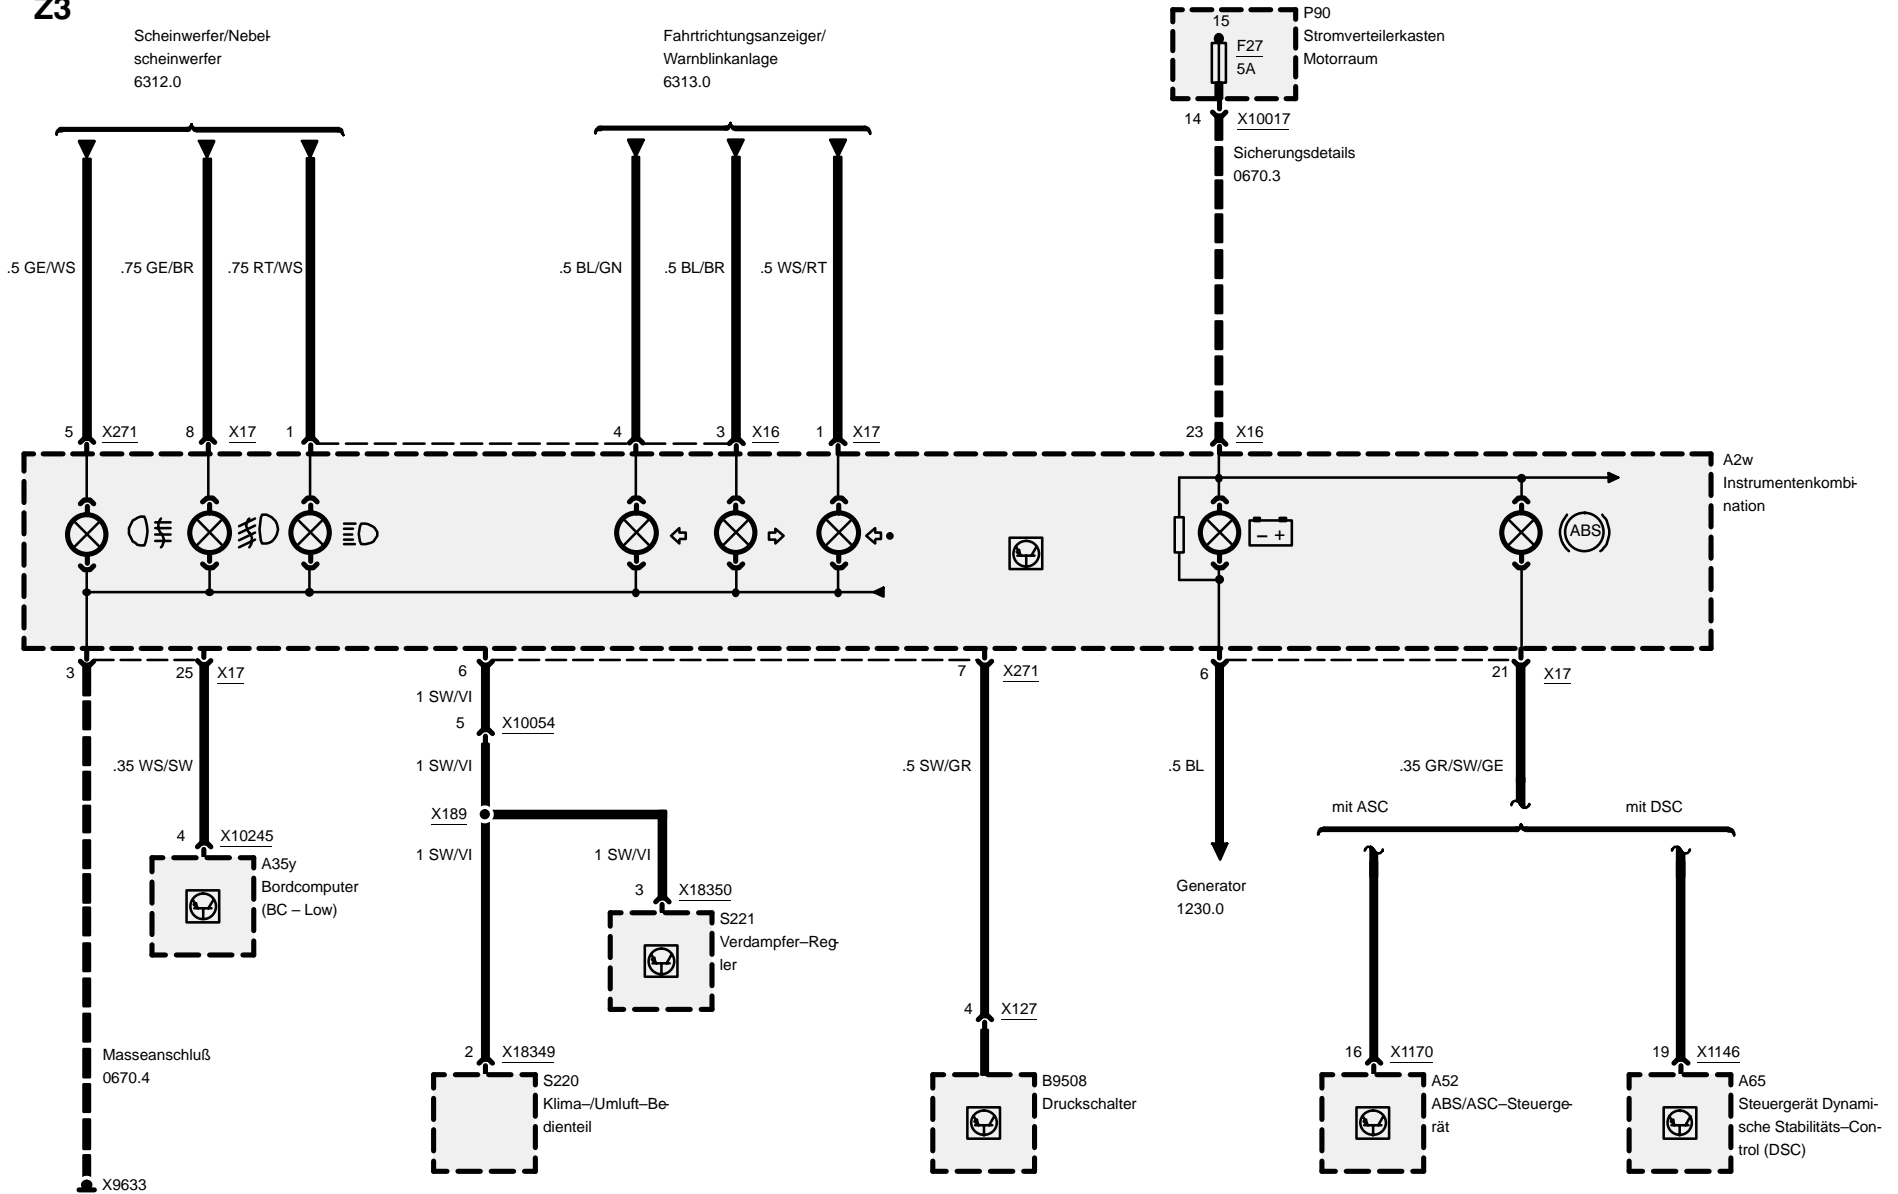 Z3
Scheinwerfer/Nebel-
scheinwerfer
6312.0
Fahrtrichtungsanzeiger/
Warnblinkanlage
6313.0
15
F27
5A
P90
Stromverteilerkasten
Motorraum
14 X10017
Sicherungsdetails
0670.3
.5 GE/WS .75 GE/BR .75 RT/WS .5 BL/GN .5 BL/BR .5 WS/RT
5 X271 8 X17 1 4 3 X16 1 X17 23 X16
A2w
Instrumentenkombi-
nation
– +
ABS
3 25 X17 6 7 X271 6 21 X17
1 SW/VI
5 X10054
.35 WS/SW 1 SW/VI .5 SW/GR .5 BL .35 GR/SW/GE
X189
mit ASC mit DSC
4 X10245
1 SW/VI 1 SW/VI
A35y
Bordcomputer
(BC – Low)
3 X18350
S221
Verdampfer–Reg-
ler
Generator
1230.0
4 X127
Masseanschluß
0670.4
2 X18349
16 X1170
19 X1146
S220
Klima–/Umluft–Be-
dienteil
B9508
Druckschalter
A52
ABS/ASC–Steuerge-
rät
A65
Steuergerät Dynami-
sche Stabilitäts–Con-
trol (DSC)
X9633